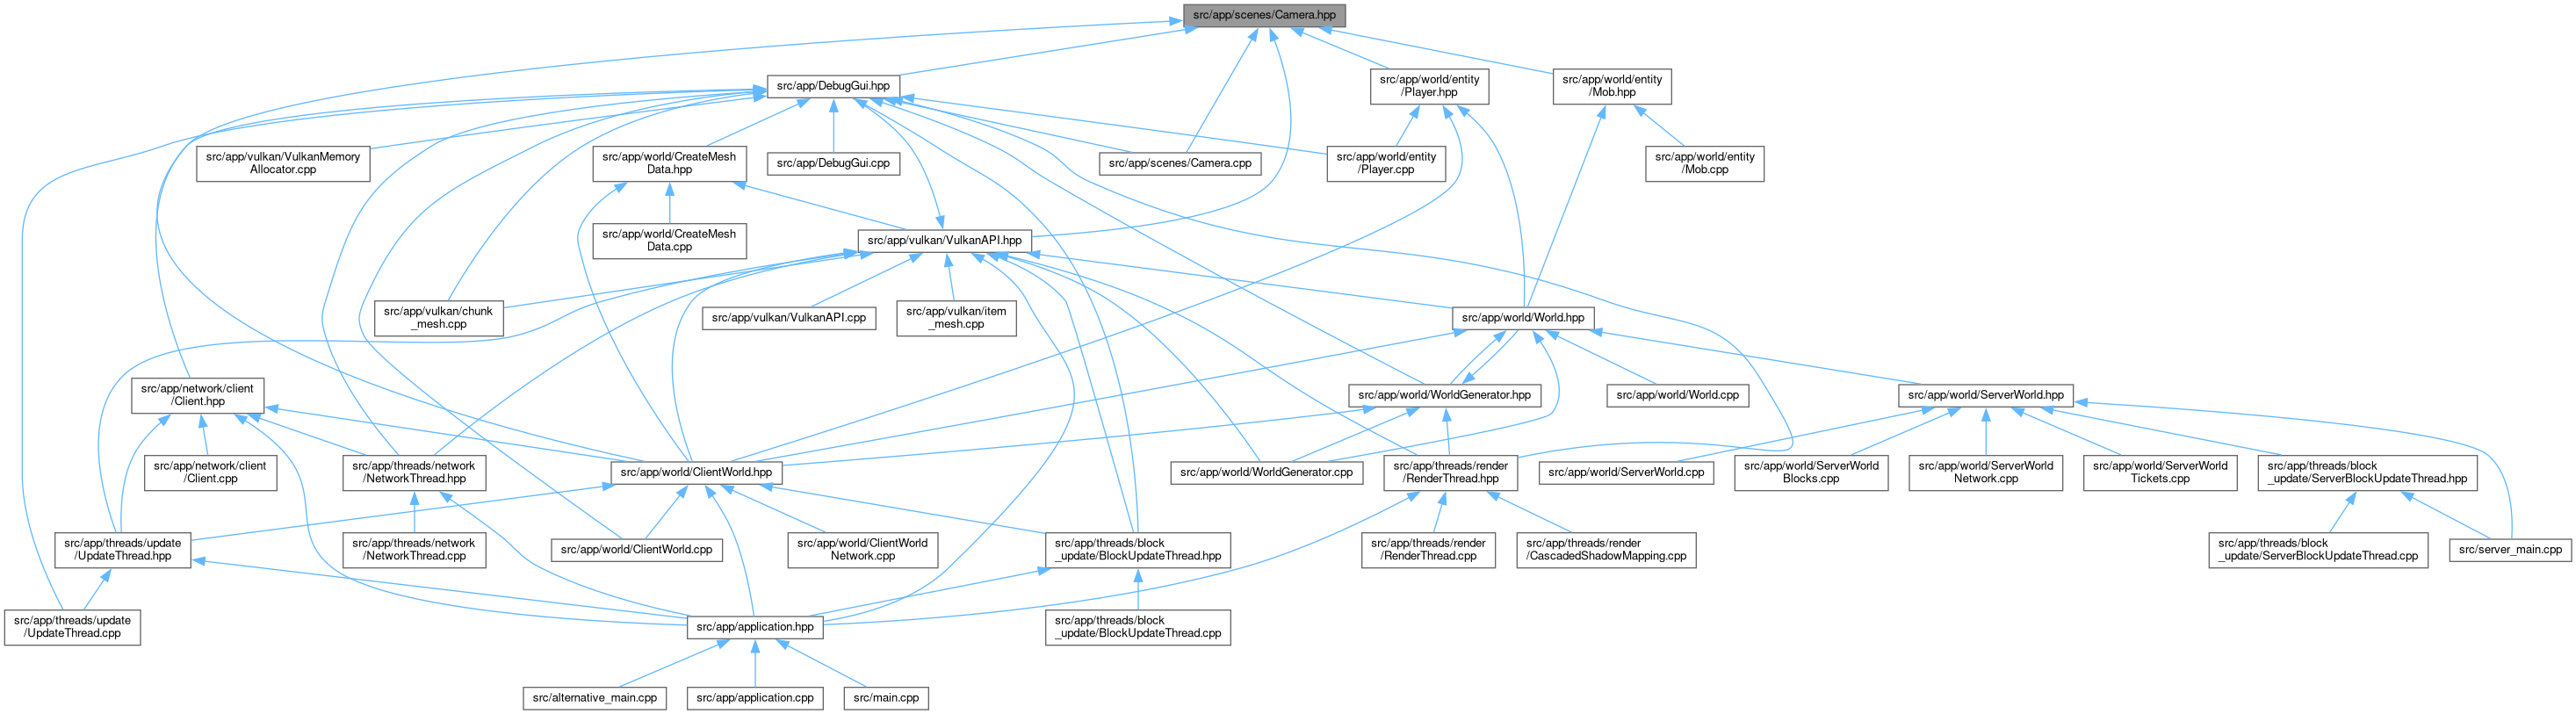 src/app/scenes/Camera.hpp
src/app/DebugGui.hpp
src/app/world/entity
/Player.hpp
src/app/world/entity
/Mob.hpp
src/app/vulkan/VulkanMemory
Allocator.cpp
src/app/world/CreateMesh
Data.hpp
src/app/DebugGui.cpp
src/app/scenes/Camera.cpp
src/app/world/entity
/Player.cpp
src/app/world/entity
/Mob.cpp
src/app/world/CreateMesh
Data.cpp
src/app/vulkan/VulkanAPI.hpp
src/app/vulkan/chunk
_mesh.cpp
src/app/vulkan/VulkanAPI.cpp
src/app/vulkan/item
_mesh.cpp
src/app/world/World.hpp
src/app/network/client
/Client.hpp
src/app/world/WorldGenerator.hpp
src/app/world/World.cpp
src/app/world/ServerWorld.hpp
src/app/network/client
/Client.cpp
src/app/threads/network
/NetworkThread.hpp
src/app/world/ClientWorld.hpp
src/app/world/WorldGenerator.cpp
src/app/threads/render
/RenderThread.hpp
src/app/world/ServerWorld.cpp
src/app/world/ServerWorld
Blocks.cpp
src/app/world/ServerWorld
Network.cpp
src/app/world/ServerWorld
Tickets.cpp
src/app/threads/block
_update/ServerBlockUpdateThread.hpp
src/app/threads/update
/UpdateThread.hpp
src/app/threads/network
/NetworkThread.cpp
src/app/world/ClientWorld.cpp
src/app/world/ClientWorld
Network.cpp
src/app/threads/block
_update/BlockUpdateThread.hpp
src/app/threads/render
/RenderThread.cpp
src/app/threads/render
/CascadedShadowMapping.cpp
src/app/threads/block
_update/ServerBlockUpdateThread.cpp
src/server_main.cpp
src/app/threads/update
/UpdateThread.cpp
src/app/application.hpp
src/app/threads/block
_update/BlockUpdateThread.cpp
src/alternative_main.cpp
src/app/application.cpp
src/main.cpp